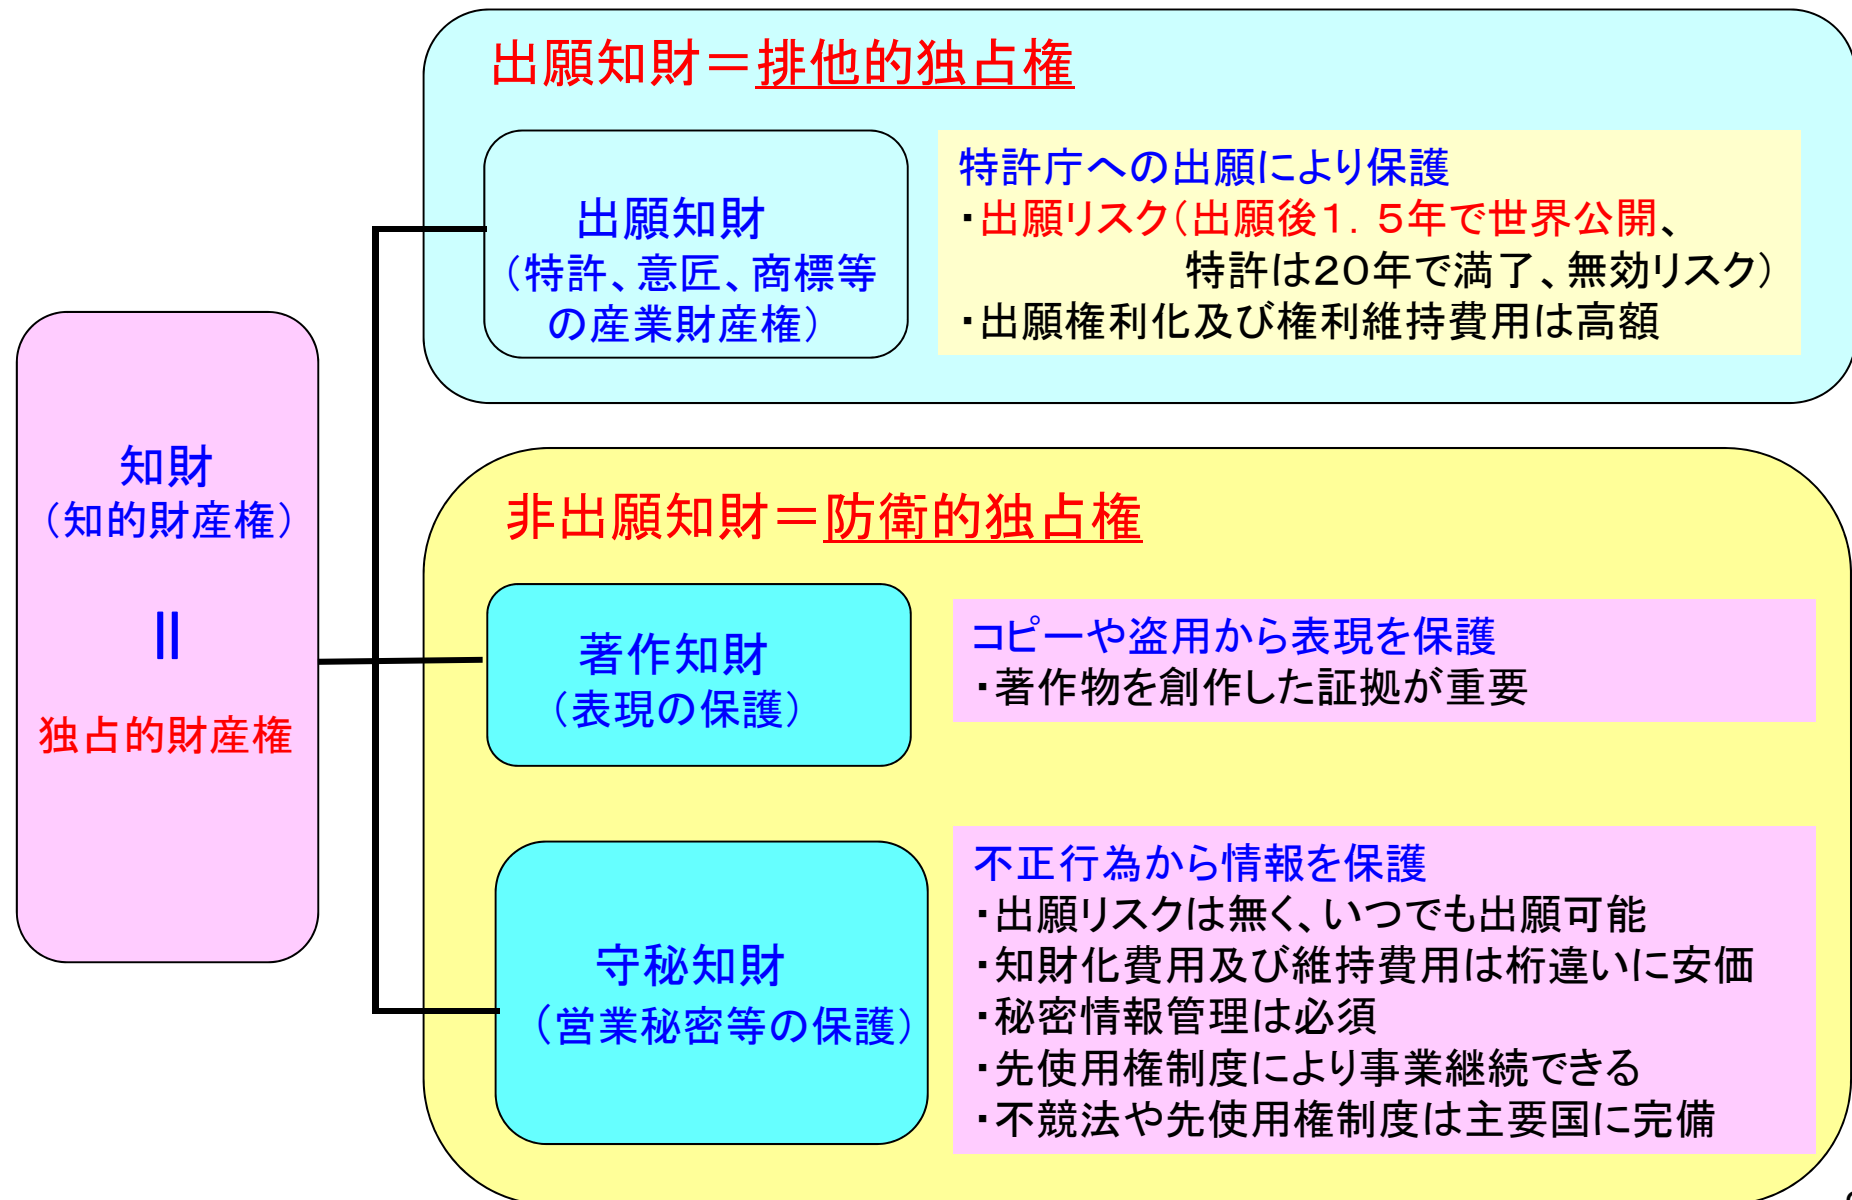 出願知財＝排他的独占権
出願知財
（特許、意匠、商標等
の産業財産権）
特許庁への出願により保護
・出願リスク（出願後１．５年で世界公開、
特許は２０年で満了、無効リスク）
・出願権利化及び権利維持費用は高額
知財
（知的財産権）
＝
独占的財産権
非出願知財＝防衛的独占権
著作知財
（表現の保護）
コピーや盗用から表現を保護
・著作物を創作した証拠が重要
守秘知財
（営業秘密等の保護）
不正行為から情報を保護
・出願リスクは無く、いつでも出願可能
・知財化費用及び維持費用は桁違いに安価
・秘密情報管理は必須
・先使用権制度により事業継続できる
・不競法や先使用権制度は主要国に完備